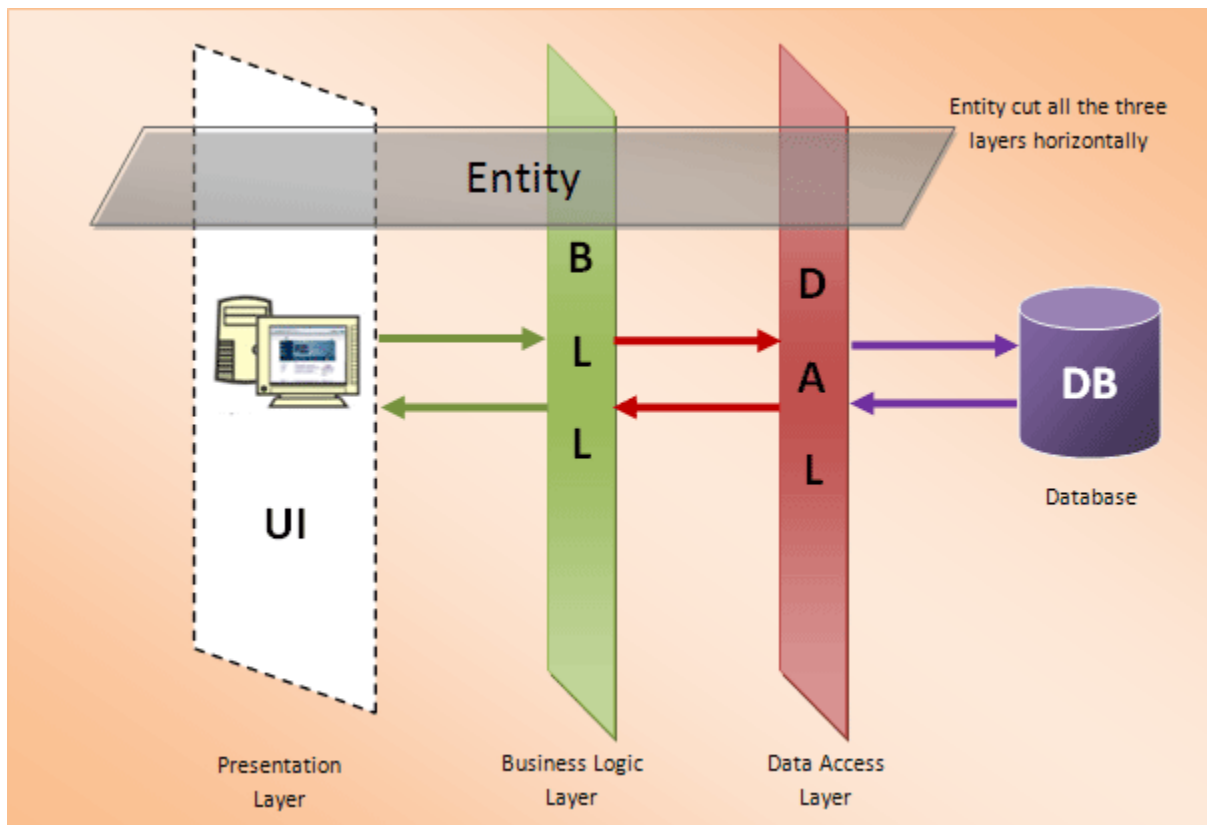 Entity cut all the three
layers horizontally
Entity
B
L
L
D
A
L
UI
DB
Database
Presentation
Layer
Business Logic
Layer
Data Access
Layer